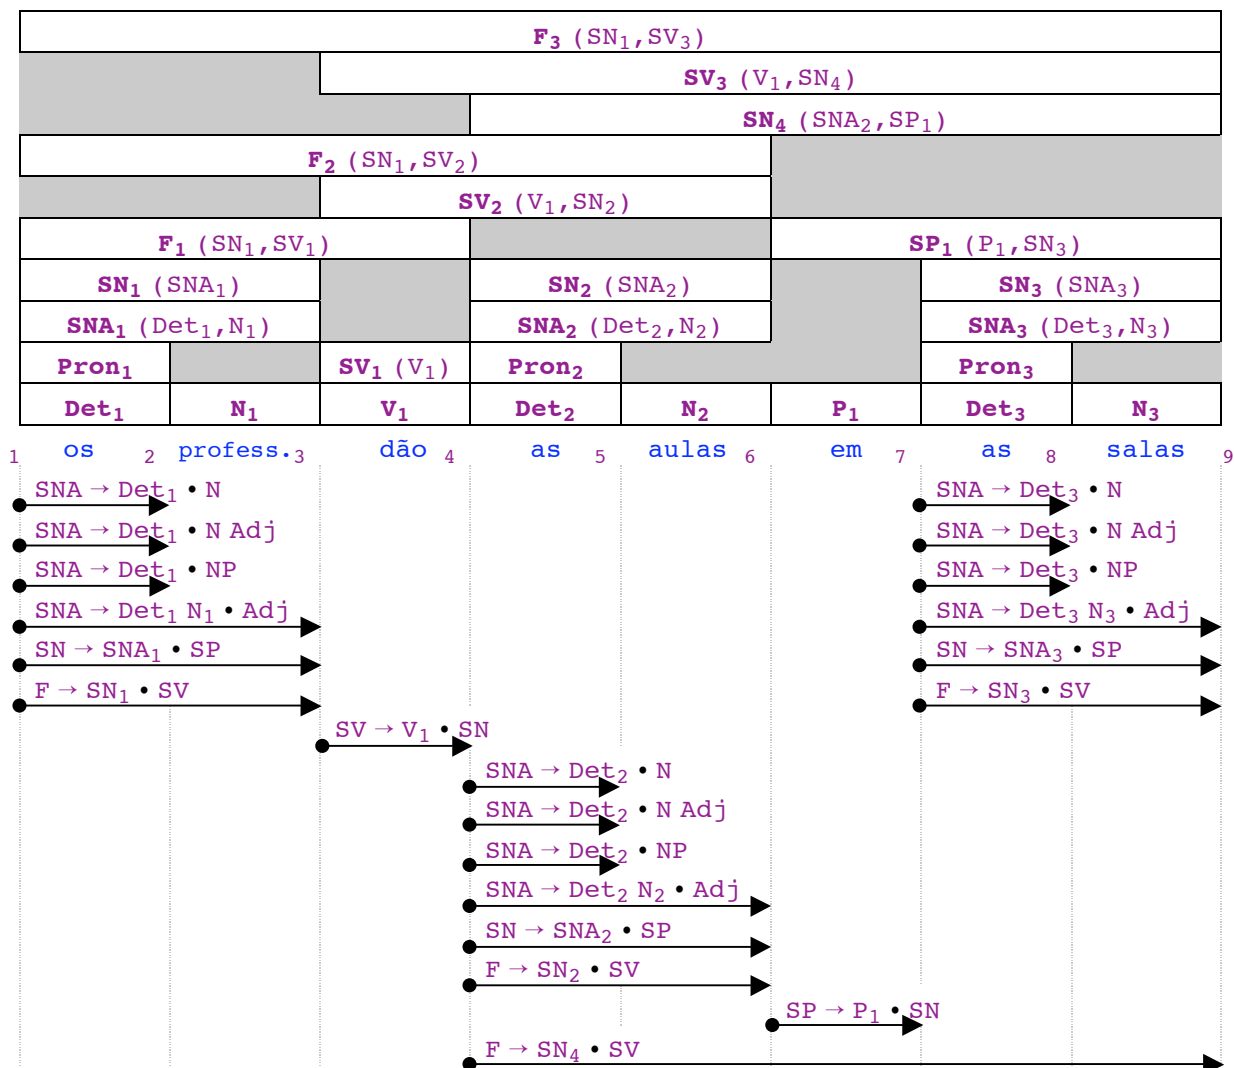 F₃ (SN₁,SV₃)
SV₃ (V₁,SN₄)
SN₄ (SNA₂,SP₁)
F₂ (SN₁,SV₂)
SV₂ (V₁,SN₂)
F₁ (SN₁,SV₁) SP₁ (P₁,SN₃)
SN₁ (SNA₁) SN₂ (SNA₂) SN₃ (SNA₃)
SNA₁ (Det₁,N₁) SNA₂ (Det₂,N₂) SNA₃ (Det₃,N₃)
Pron₁ SV₁ (V₁) Pron₂ Pron₃
Det₁ N₁ V₁ Det₂ N₂ P₁ Det₃ N₃
1 os 2 profess. 3 dão 4 as 5 aulas 6 em 7 as 8 salas 9
SNA → Det₁ • N SNA → Det₃ • N
SNA → Det₁ • N Adj SNA → Det₃ • N Adj
SNA → Det₁ • NP SNA → Det₃ • NP
SNA → Det₁ N₁ • Adj SNA → Det₃ N₃ • Adj
SN → SNA₁ • SP SN → SNA₃ • SP
F → SN₁ • SV F → SN₃ • SV
SV → V₁ • SN
SNA → Det₂ • N
SNA → Det₂ • N Adj
SNA → Det₂ • NP
SNA → Det₂ N₂ • Adj
SN → SNA₂ • SP
F → SN₂ • SV
SP → P₁ • SN
F → SN₄ • SV